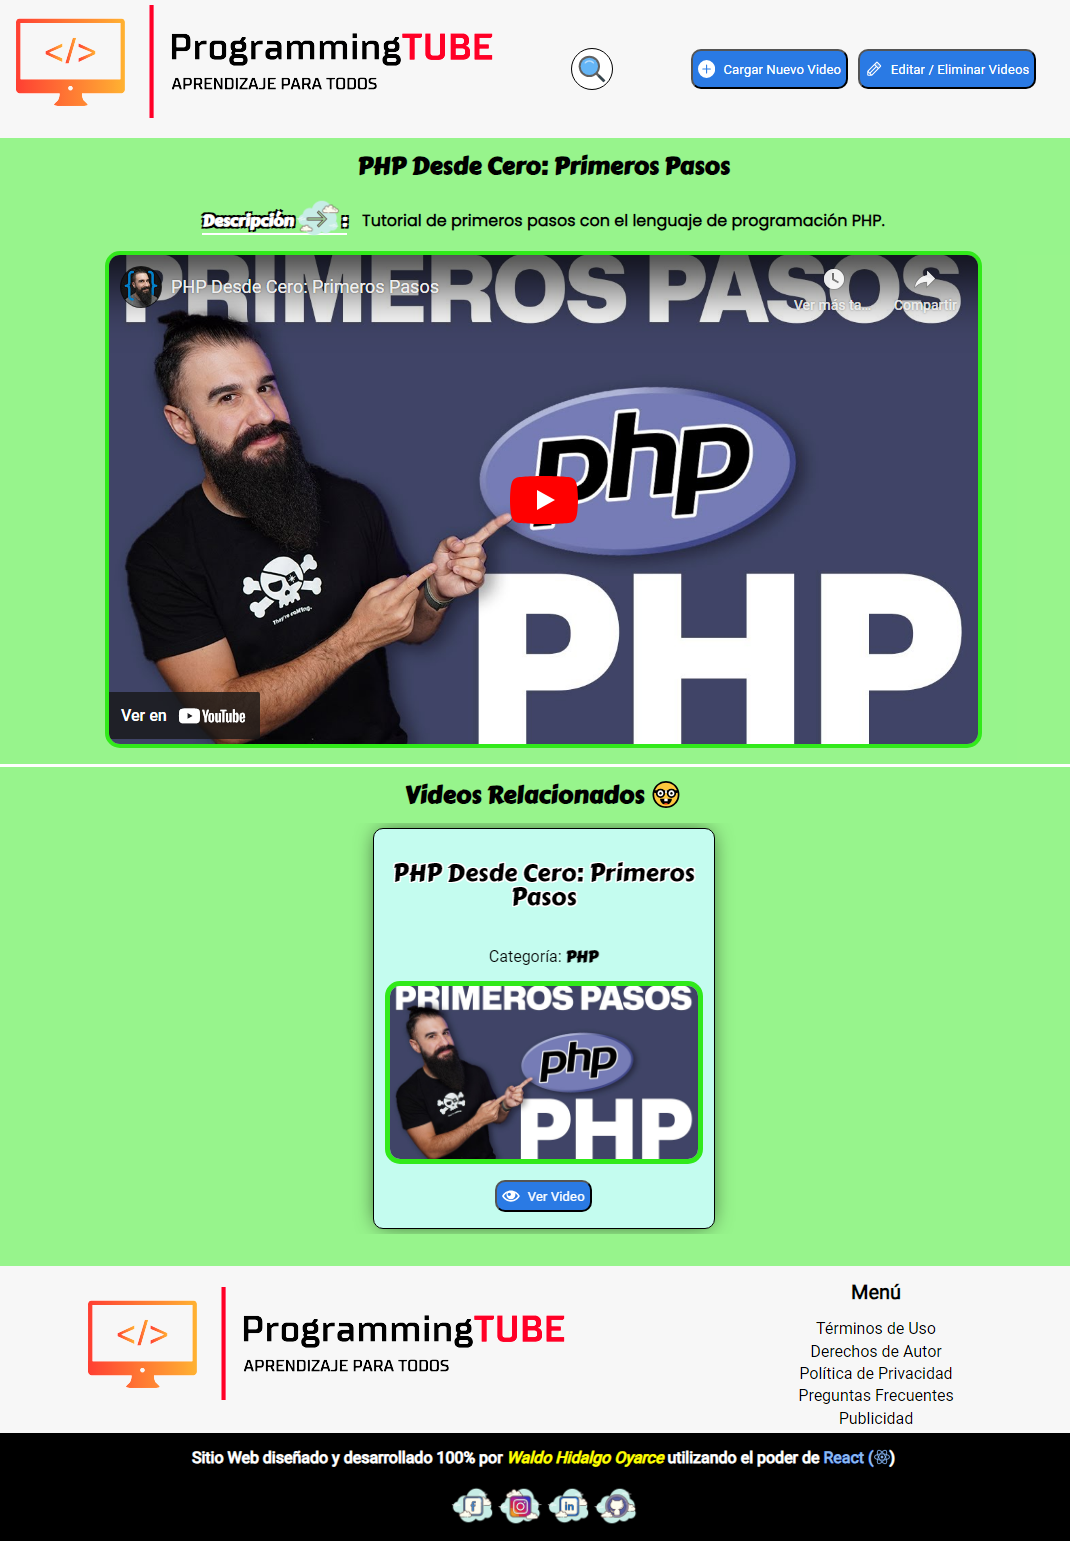 </>
ProgrammingTUBE
APRENDIZAJE PARA TODOS
Cargar Nuevo Video
Editar / Eliminar Videos
PHP Desde Cero: Primeros Pasos
Descripción : Tutorial de primeros pasos con el lenguaje de programación PHP.
PRIMEROS PASOS
PHP Desde Cero: Primeros Pasos
Ver más ta...
Compartir
php
They're coming.
PHP
Ver en YouTube
Videos Relacionados
PHP Desde Cero: Primeros
Pasos
Categoría: PHP
PRIMEROS PASOS
php
PHP
Ver Video
</>
ProgrammingTUBE
APRENDIZAJE PARA TODOS
Menú
Términos de Uso
Derechos de Autor
Política de Privacidad
Preguntas Frecuentes
Publicidad
Sitio Web diseñado y desarrollado 100% por Waldo Hidalgo Oyarce utilizando el poder de React ()